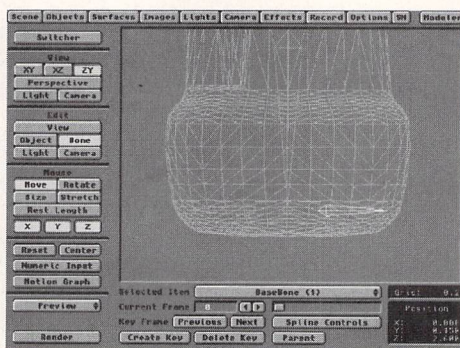 Scene Objects Surfaces Images Lights Camera Effects Record Options Modeler
Switcher
View
XY XZ ZY
Perspective
Light Camera
Edit
View
Object Bone
Light Camera
Mouse
Move Rotate
Size Stretch
Rest Length
X Y Z
Reset Center
Numeric Input
Motion Graph
Preview
Render
Selected Item BaseBone (1)
Current Frame 0
Key Frame Previous Next Spline Controls
Create Key Delete Key Parent
Grid:
Position
X:
Y:
Z: